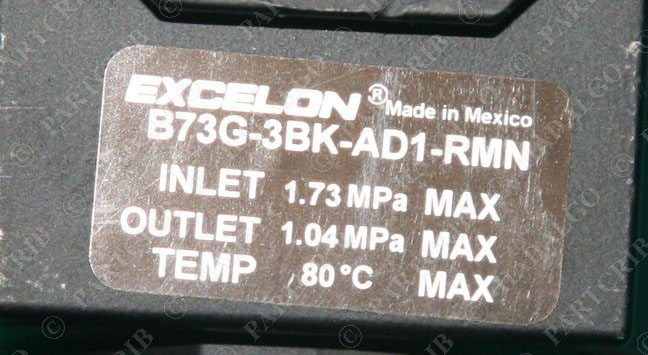 EXCELON® Made in Mexico
B73G-3BK-AD1-RMN
INLET 1.73 MPa MAX
OUTLET 1.04 MPa MAX
TEMP 80°C MAX
© PARTCRIB